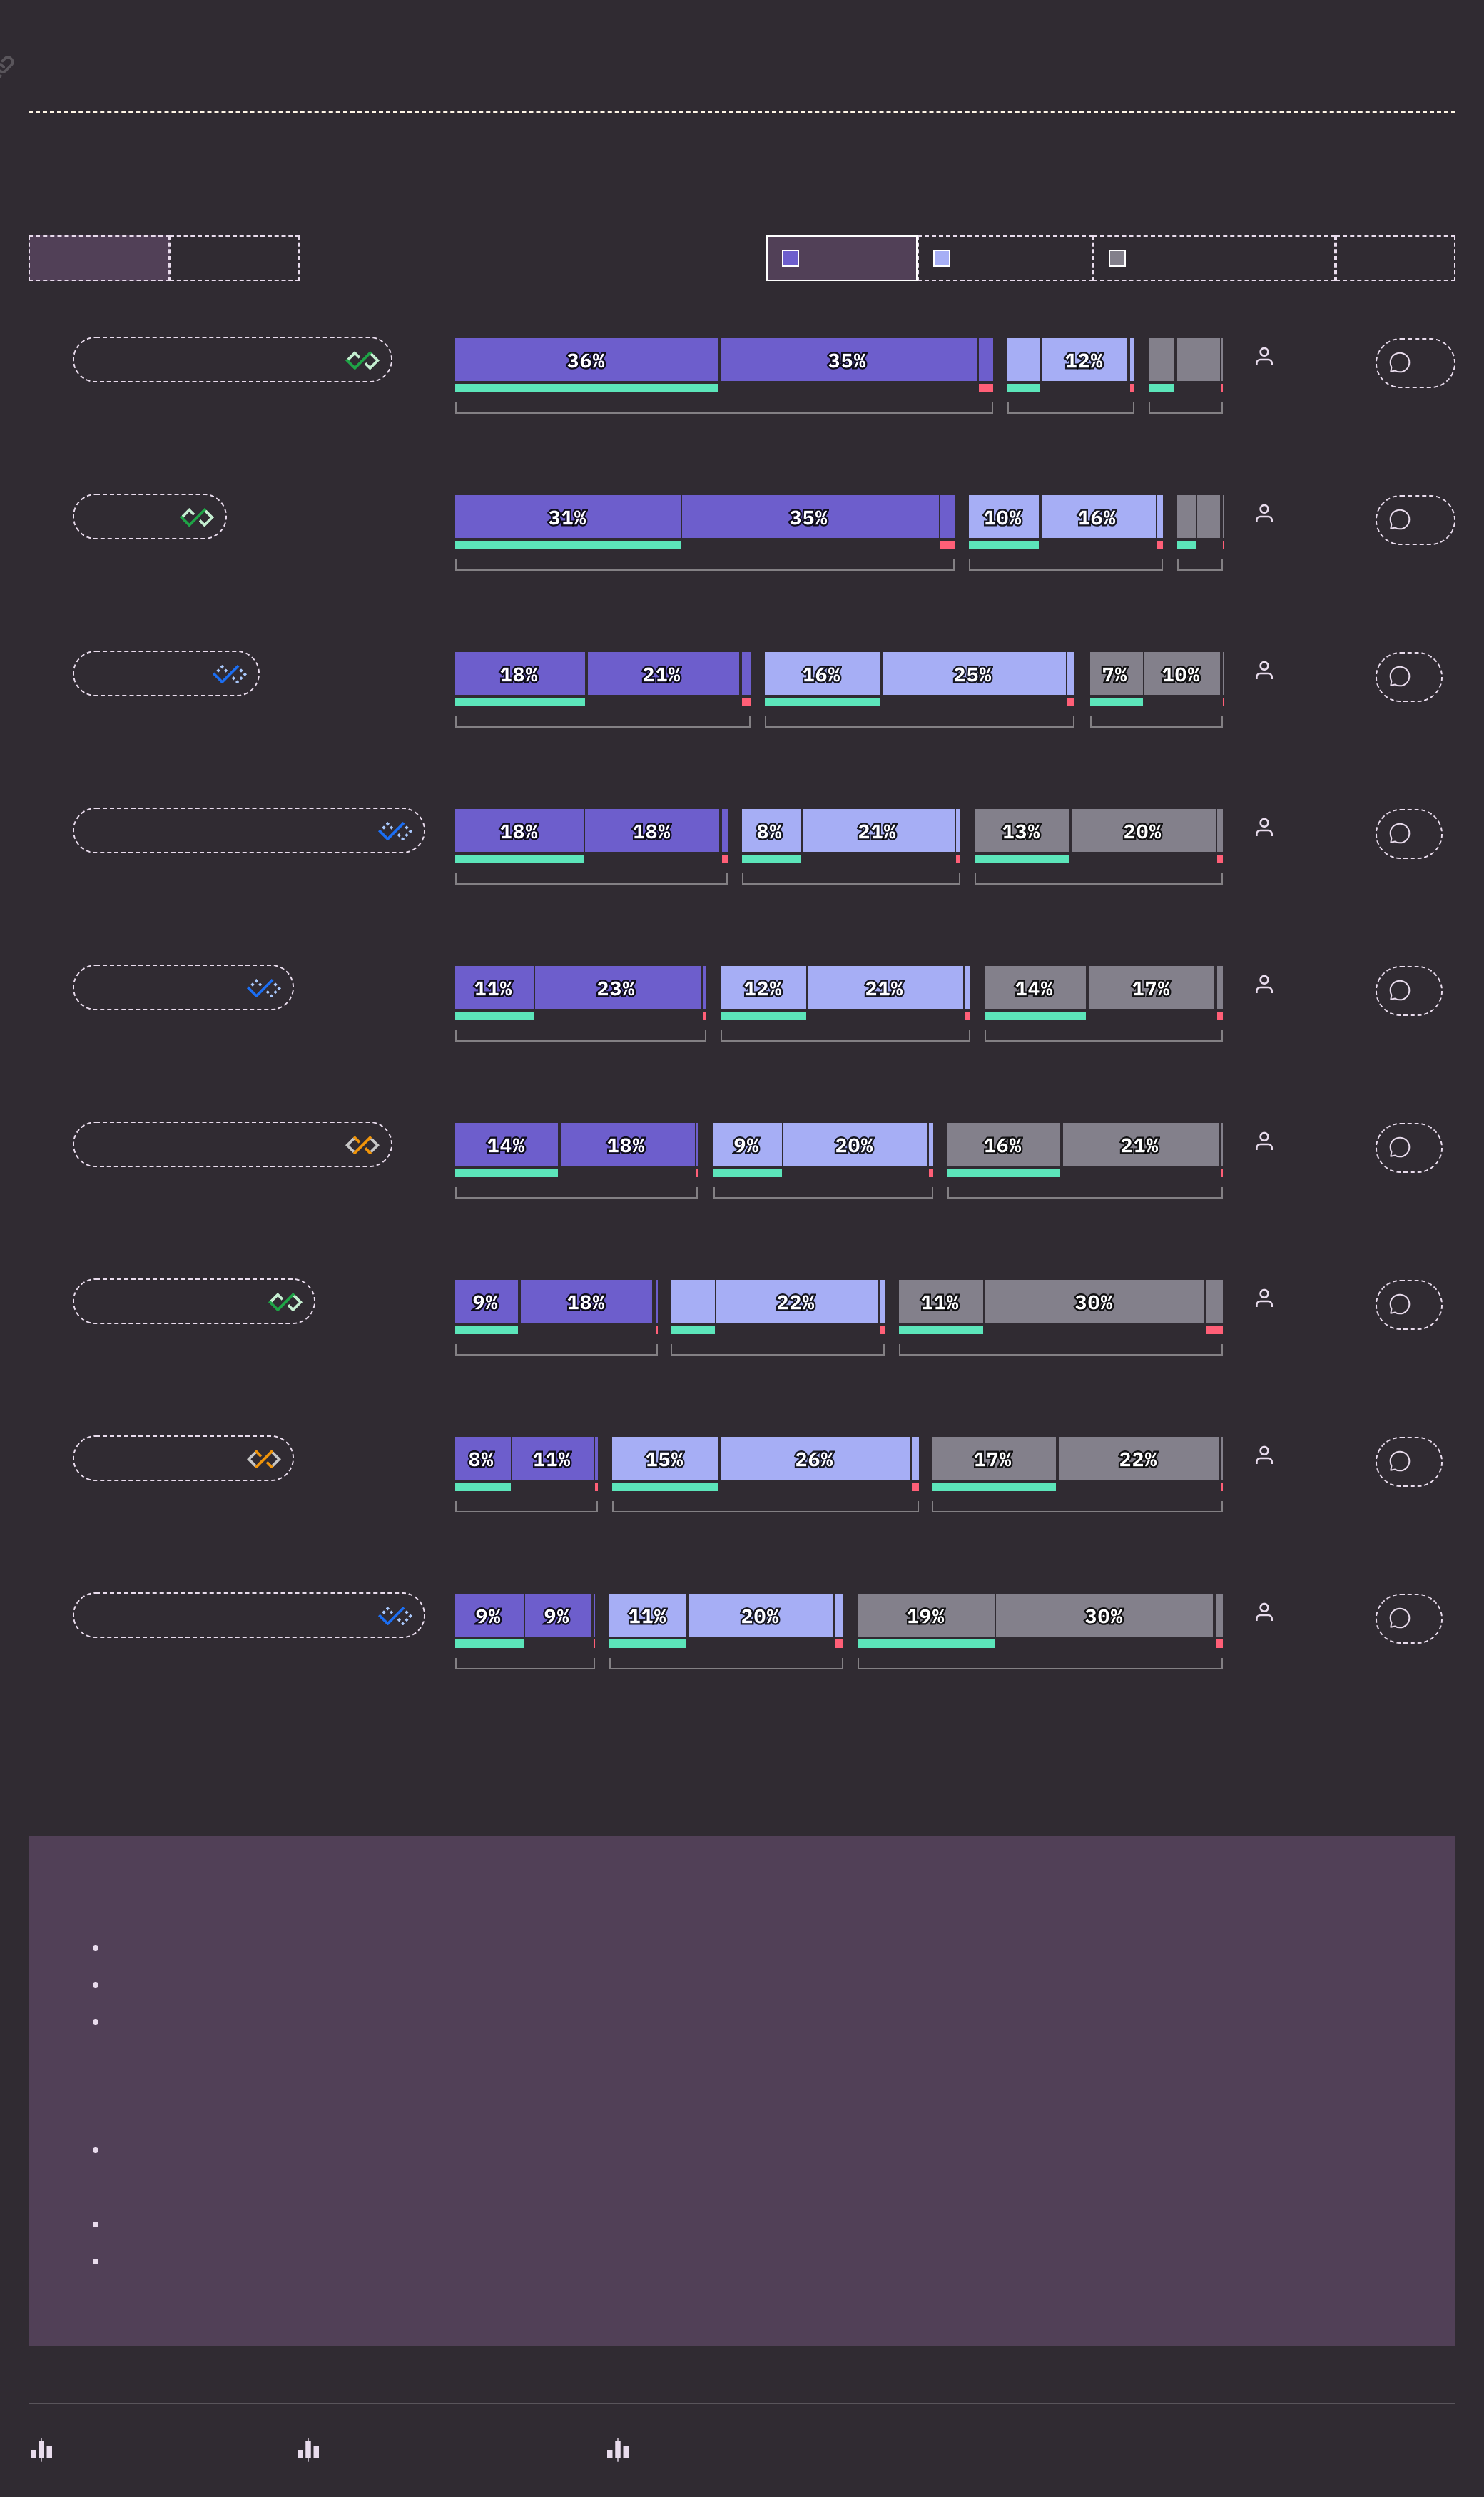 36% 35% 12%
31% 35% 10% 16%
18% 21% 16% 25% 7% 10%
18% 18% 8% 21% 13% 20%
11% 23% 12% 21% 14% 17%
14% 18% 9% 20% 16% 21%
9% 18% 22% 11% 30%
8% 11% 15% 26% 17% 22%
9% 9% 11% 20% 19% 30%